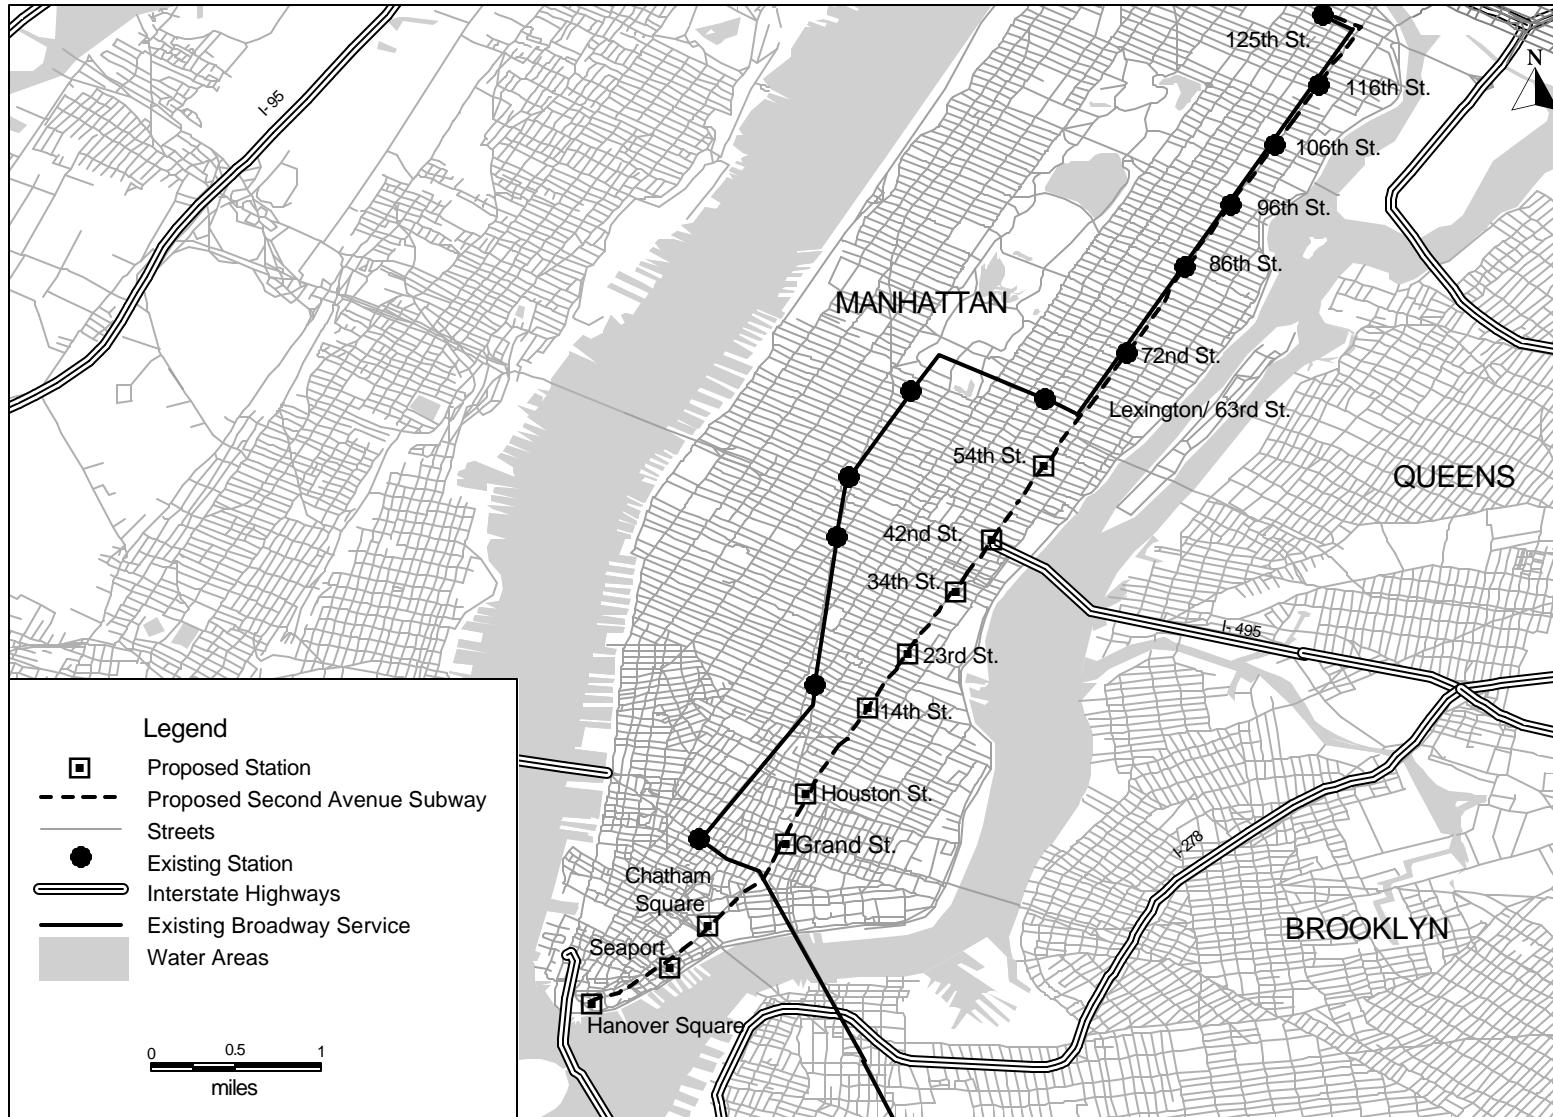 125th St.
N
116th St.
I-95
106th St.
96th St.
86th St.
MANHATTAN
72nd St.
Lexington/ 63rd St.
54th St.
QUEENS
42nd St.
34th St.
I- 495
23rd St.
14th St.
Houston St.
Grand St.
I-278
Chatham
Square
BROOKLYN
Seaport
Hanover Square
Legend
Proposed Station
Proposed Second Avenue Subway
Streets
Existing Station
Interstate Highways
Existing Broadway Service
Water Areas
0 0.5 1
miles